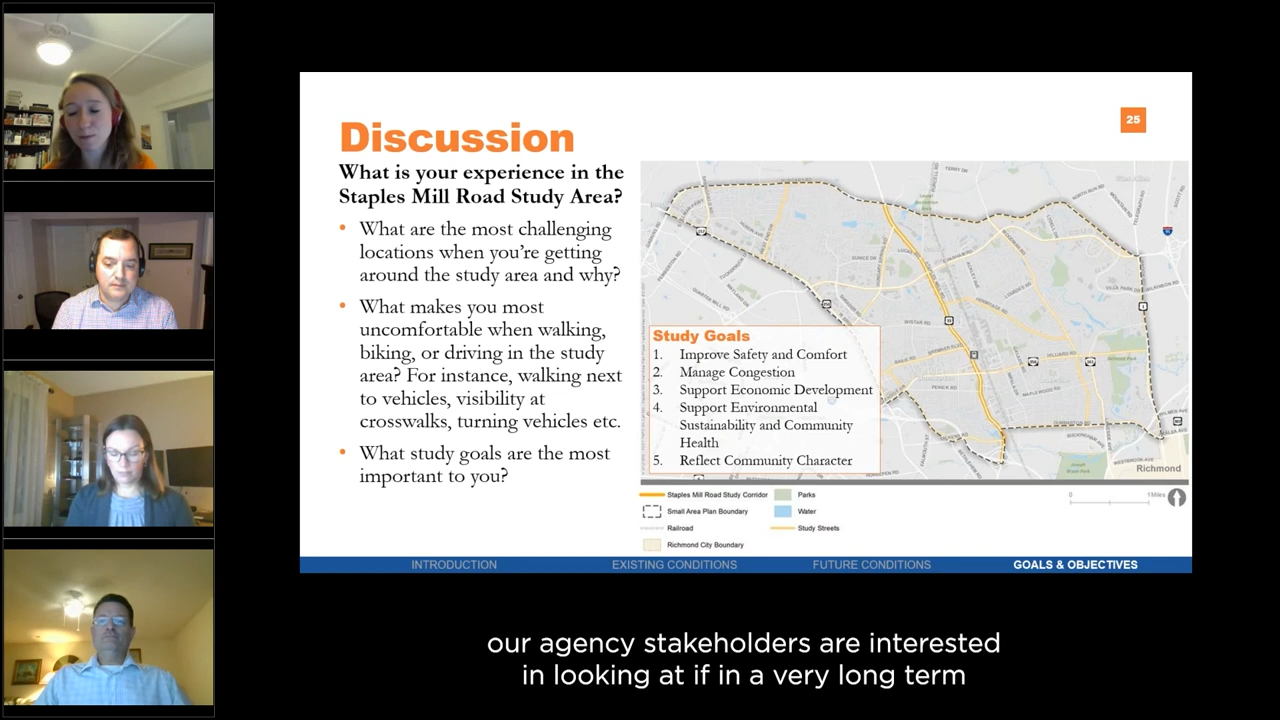 25
Discussion
What is your experience in the
Staples Mill Road Study Area?
• What are the most challenging
locations when you're getting
around the study area and why?
• What makes you most
uncomfortable when walking,
biking, or driving in the study
area? For instance, walking next
to vehicles, visibility at
crosswalks, turning vehicles etc.
• What study goals are the most
important to you?
Study Goals
1. Improve Safety and Comfort
2. Manage Congestion
3. Support Economic Development
4. Support Environmental
Sustainability and Community
Health
5. Reflect Community Character
Richmond
Staples Mill Road Study Corridor
Parks
Small Area Plan Boundary
Water
Railroad
Study Streets
Richmond City Boundary
0 1Miles
INTRODUCTION
EXISTING CONDITIONS
FUTURE CONDITIONS
GOALS & OBJECTIVES
our agency stakeholders are interested
in looking at if in a very long term